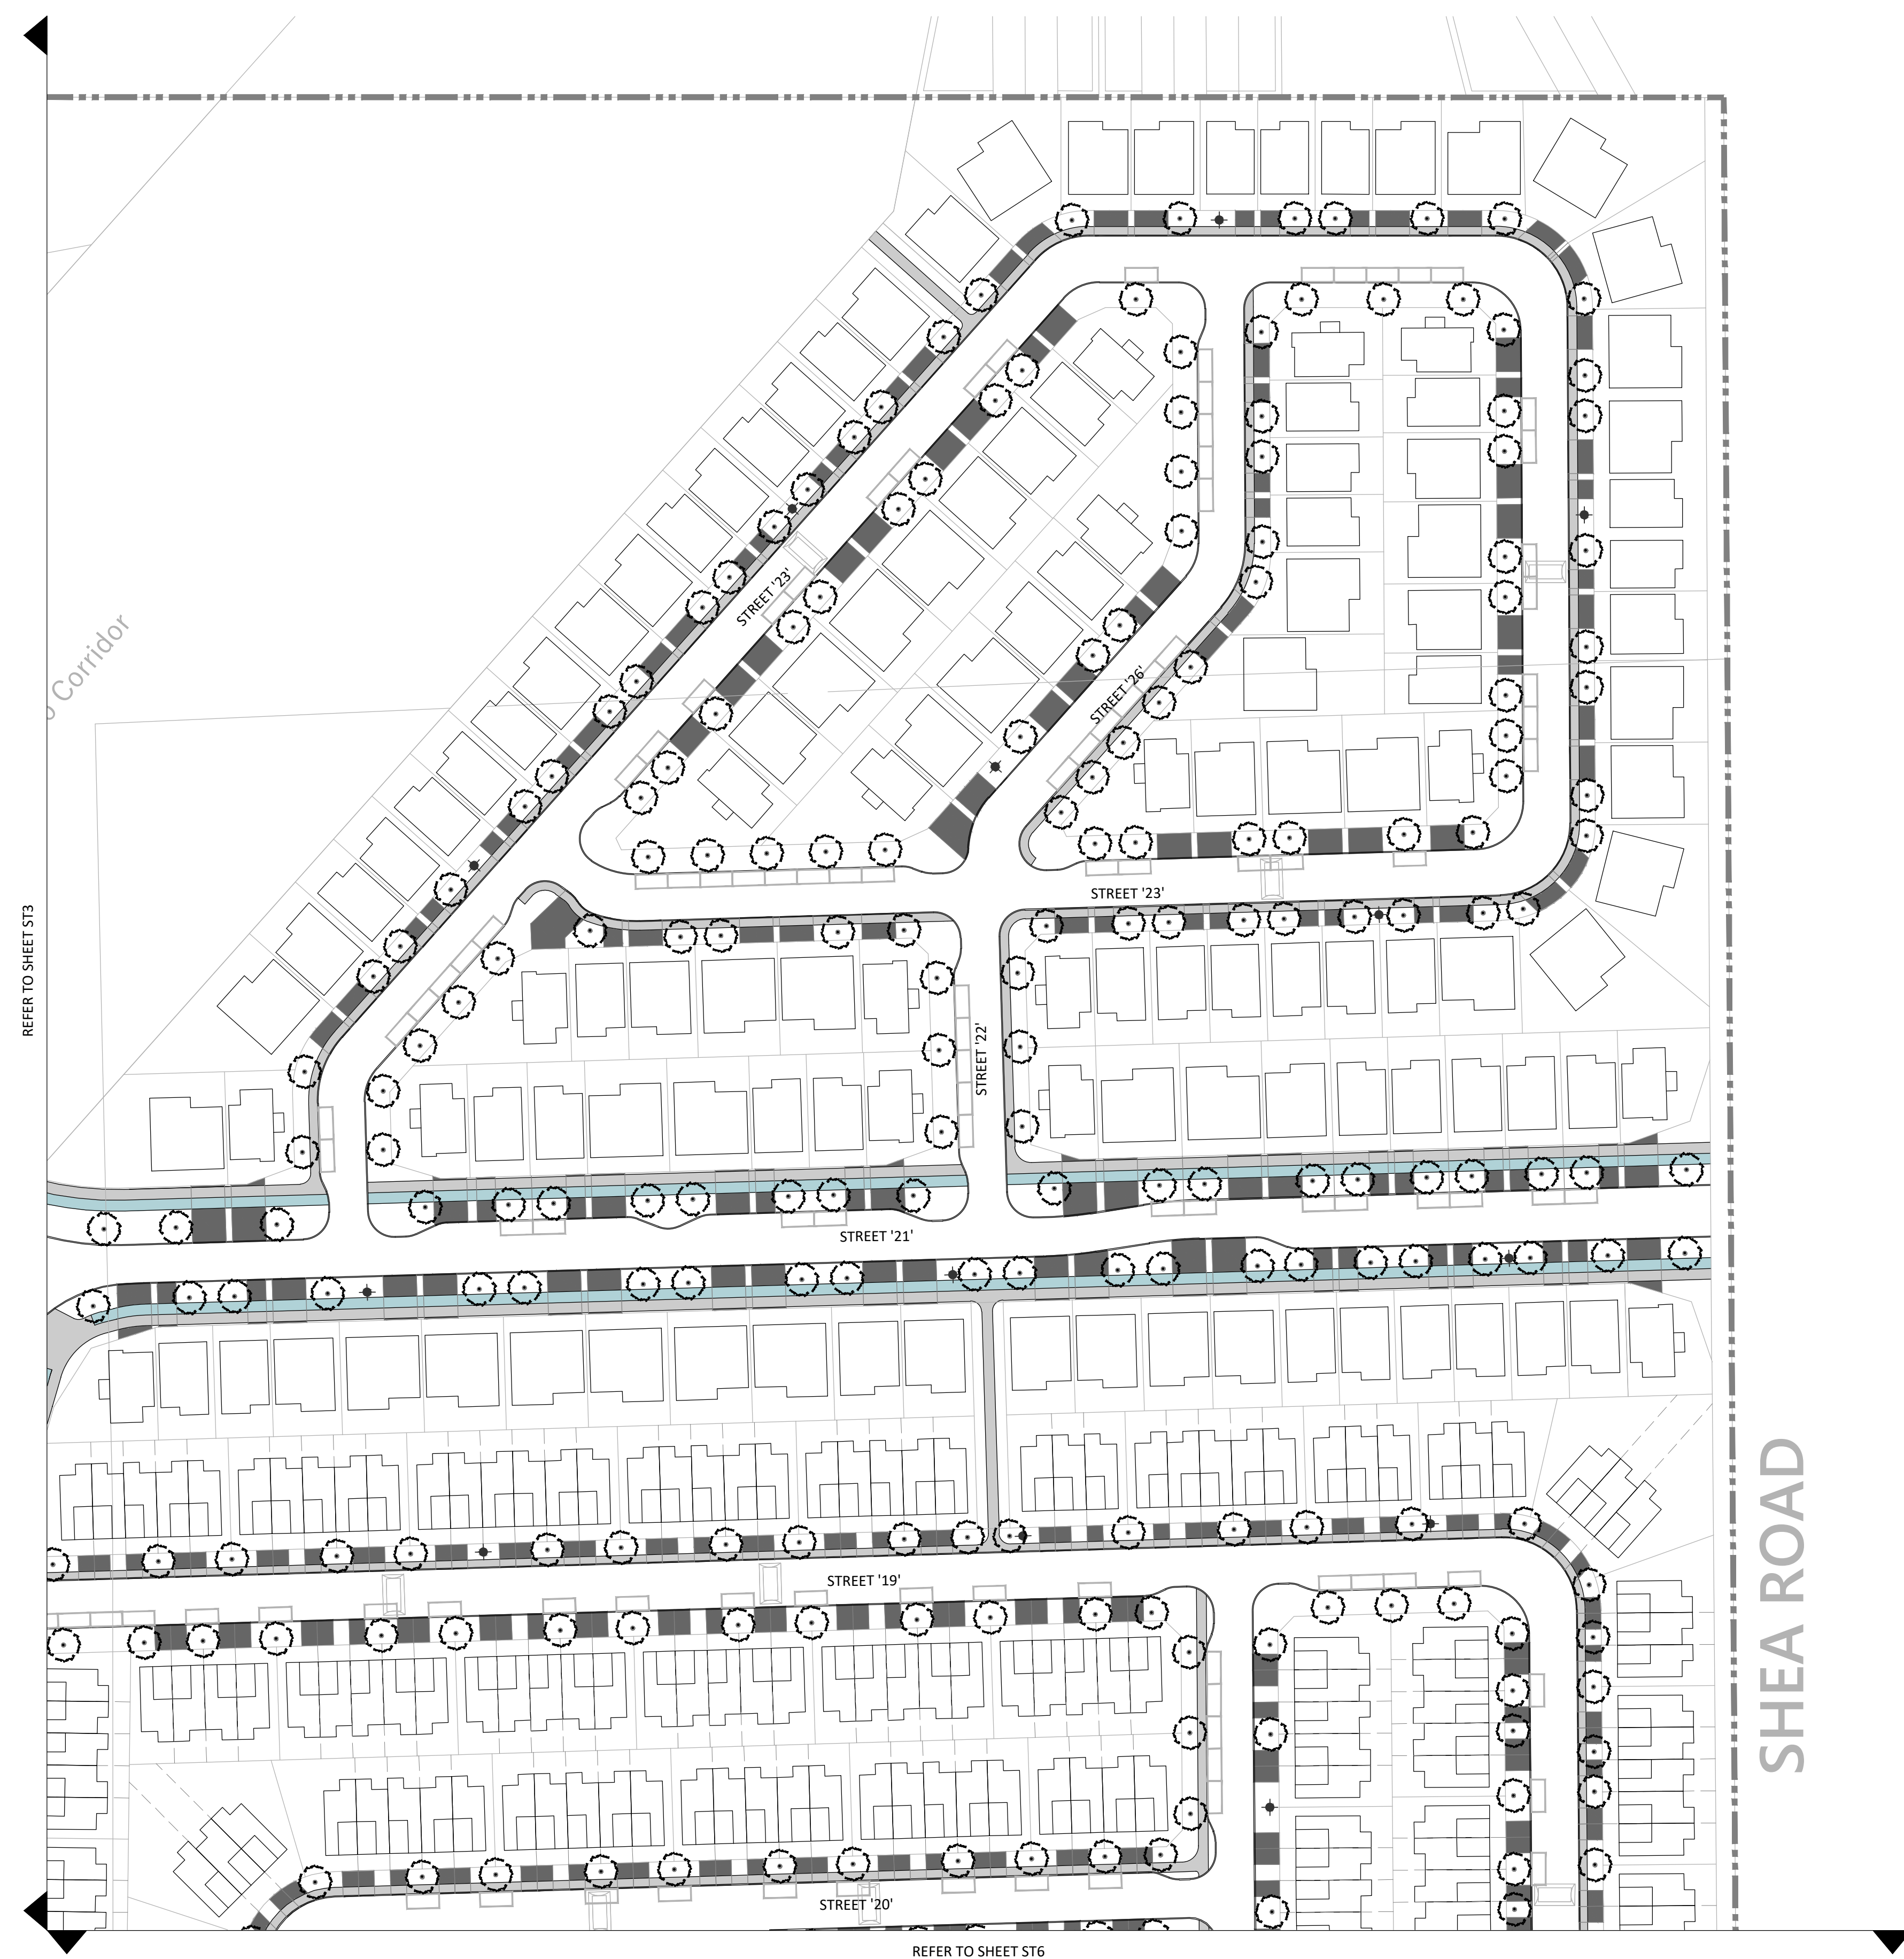 STREET '23'
Corridor
STREET '26'
STREET '23'
REFER TO SHEET ST3
STREET '22'
STREET '21'
STREET '19'
SHEA ROAD
STREET '20'
REFER TO SHEET ST6